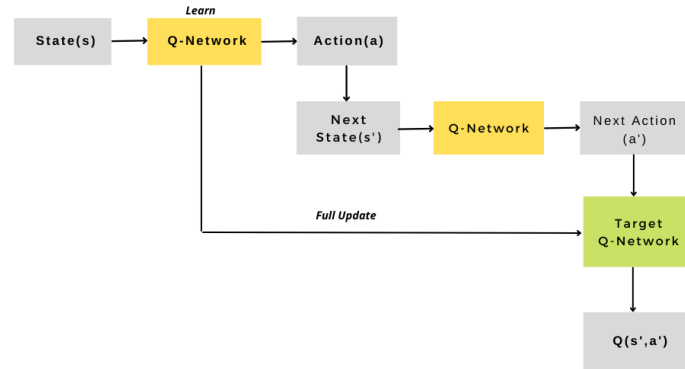 Learn
State(s)
Q-Network
Action(a)
Next
State(s')
Q-Network
Next Action
(a')
Full Update
Target
Q-Network
Q(s',a')